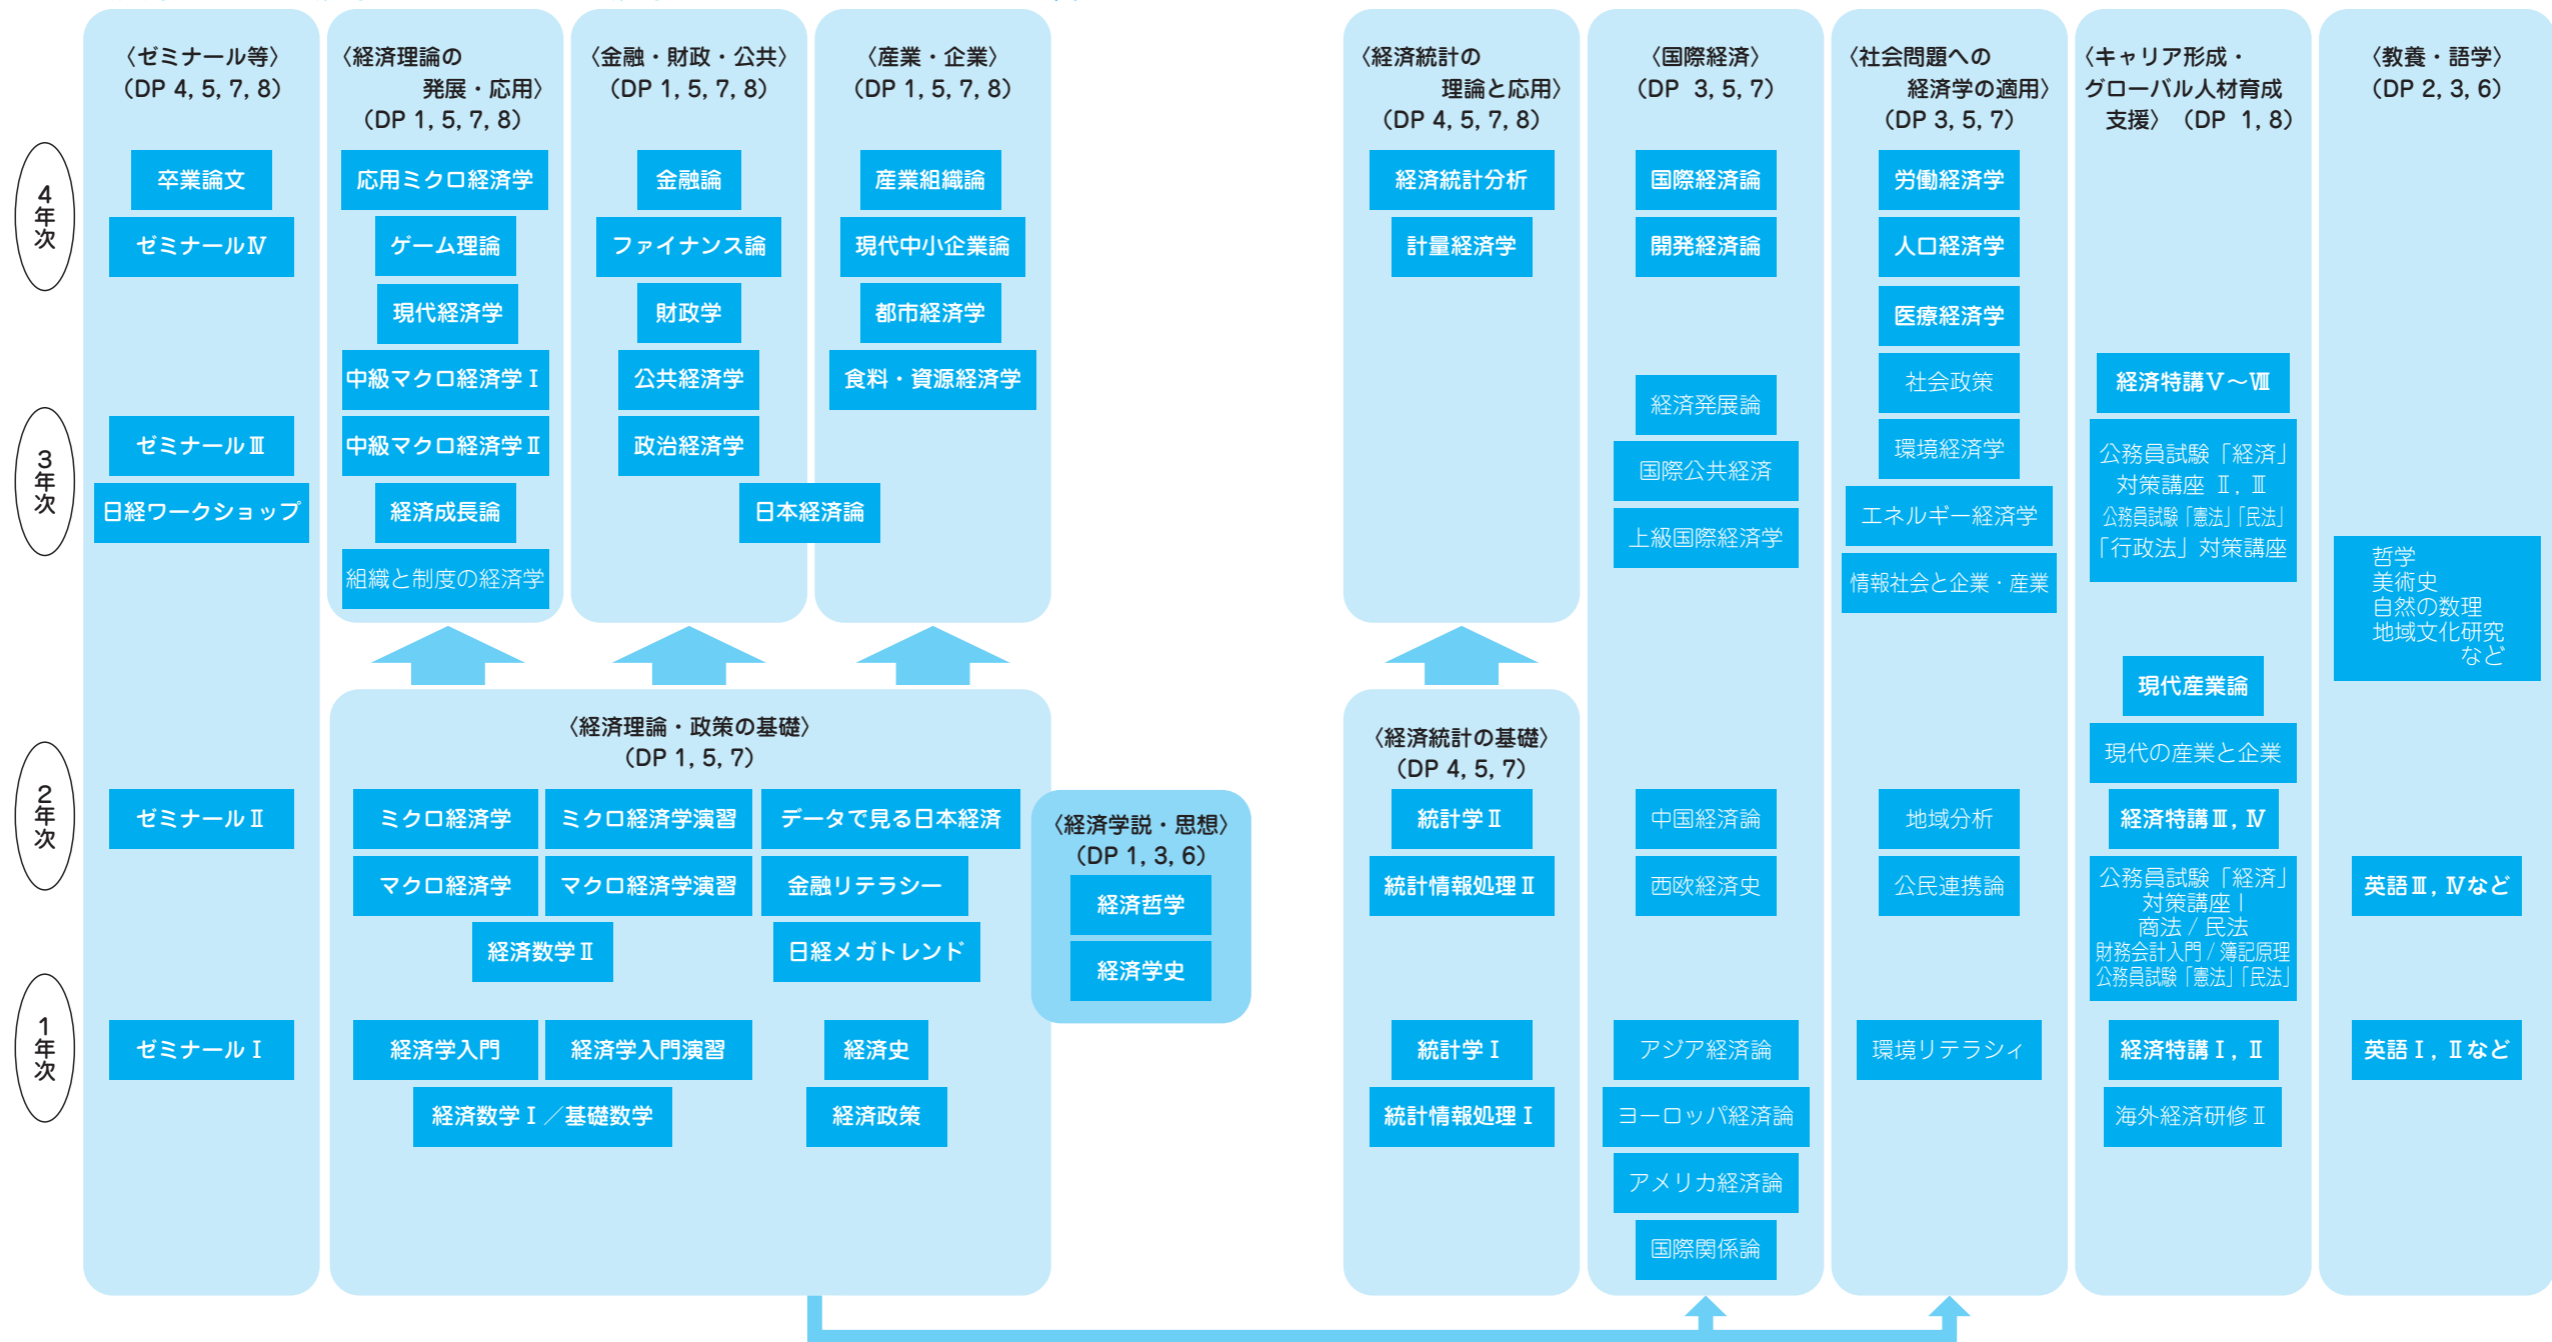 〈ゼミナール等〉
（DP 4, 5, 7, 8）
〈経済理論の
発展・応用〉
（DP 1, 5, 7, 8）
〈金融・財政・公共〉
（DP 1, 5, 7, 8）
〈産業・企業〉
（DP 1, 5, 7, 8）
〈経済統計の
理論と応用〉
（DP 4, 5, 7, 8）
〈国際経済〉
（DP 3, 5, 7）
〈社会問題への
経済学の適用〉
（DP 3, 5, 7）
〈キャリア形成・
グローバル人材育成
支援〉（DP 1, 8）
〈教養・語学〉
（DP 2, 3, 6）
4年次
卒業論文
ゼミナールⅣ
3年次
ゼミナールⅢ
日経ワークショップ
2年次
ゼミナールⅡ
1年次
ゼミナールⅠ
応用ミクロ経済学
ゲーム理論
現代経済学
中級マクロ経済学Ⅰ
中級マクロ経済学Ⅱ
経済成長論
組織と制度の経済学
金融論
ファイナンス論
財政学
公共経済学
政治経済学
日本経済論
産業組織論
現代中小企業論
都市経済学
食料・資源経済学
〈経済理論・政策の基礎〉
（DP 1, 5, 7）
ミクロ経済学
ミクロ経済学演習
データで見る日本経済
マクロ経済学
マクロ経済学演習
金融リテラシー
経済数学Ⅱ
日経メガトレンド
経済学入門
経済学入門演習
経済史
経済数学Ⅰ／基礎数学
経済政策
〈経済学説・思想〉
（DP 1, 3, 6）
経済哲学
経済学史
経済統計分析
計量経済学
〈経済統計の基礎〉
（DP 4, 5, 7）
統計学Ⅱ
統計情報処理Ⅱ
統計学Ⅰ
統計情報処理Ⅰ
国際経済論
開発経済論
経済発展論
国際公共経済
上級国際経済学
中国経済論
西欧経済史
アジア経済論
ヨーロッパ経済論
アメリカ経済論
国際関係論
労働経済学
人口経済学
医療経済学
社会政策
環境経済学
エネルギー経済学
情報社会と企業・産業
地域分析
公民連携論
環境リテラシィ
経済特講Ⅴ～Ⅷ
公務員試験「経済」
対策講座 Ⅱ, Ⅲ
公務員試験「憲法」「民法」
「行政法」対策講座
現代産業論
現代の産業と企業
経済特講Ⅲ, Ⅳ
公務員試験「経済」
対策講座Ⅰ
商法 / 民法
財務会計入門 / 簿記原理
公務員試験「憲法」「民法」
経済特講Ⅰ, Ⅱ
海外経済研修Ⅱ
哲学
美術史
自然の数理
地域文化研究
など
英語Ⅲ, Ⅳなど
英語Ⅰ, Ⅱなど